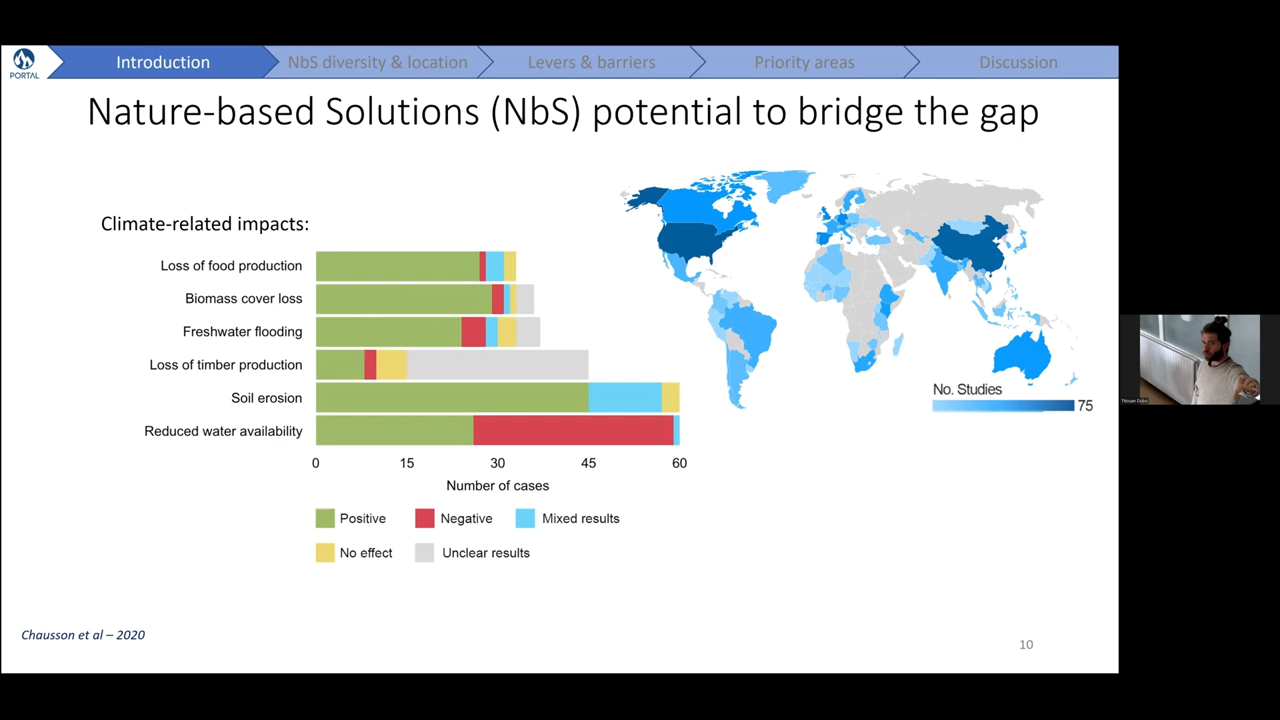 PORTAL
Introduction
NbS diversity & location
Levers & barriers
Priority areas
Discussion
Nature-based Solutions (NbS) potential to bridge the gap
Climate-related impacts:
Loss of food production
Biomass cover loss
Freshwater flooding
Loss of timber production
Soil erosion
Reduced water availability
0 15 30 45 60
Number of cases
Positive Negative Mixed results
No effect Unclear results
No. Studies
75
Chausson et al – 2020
10